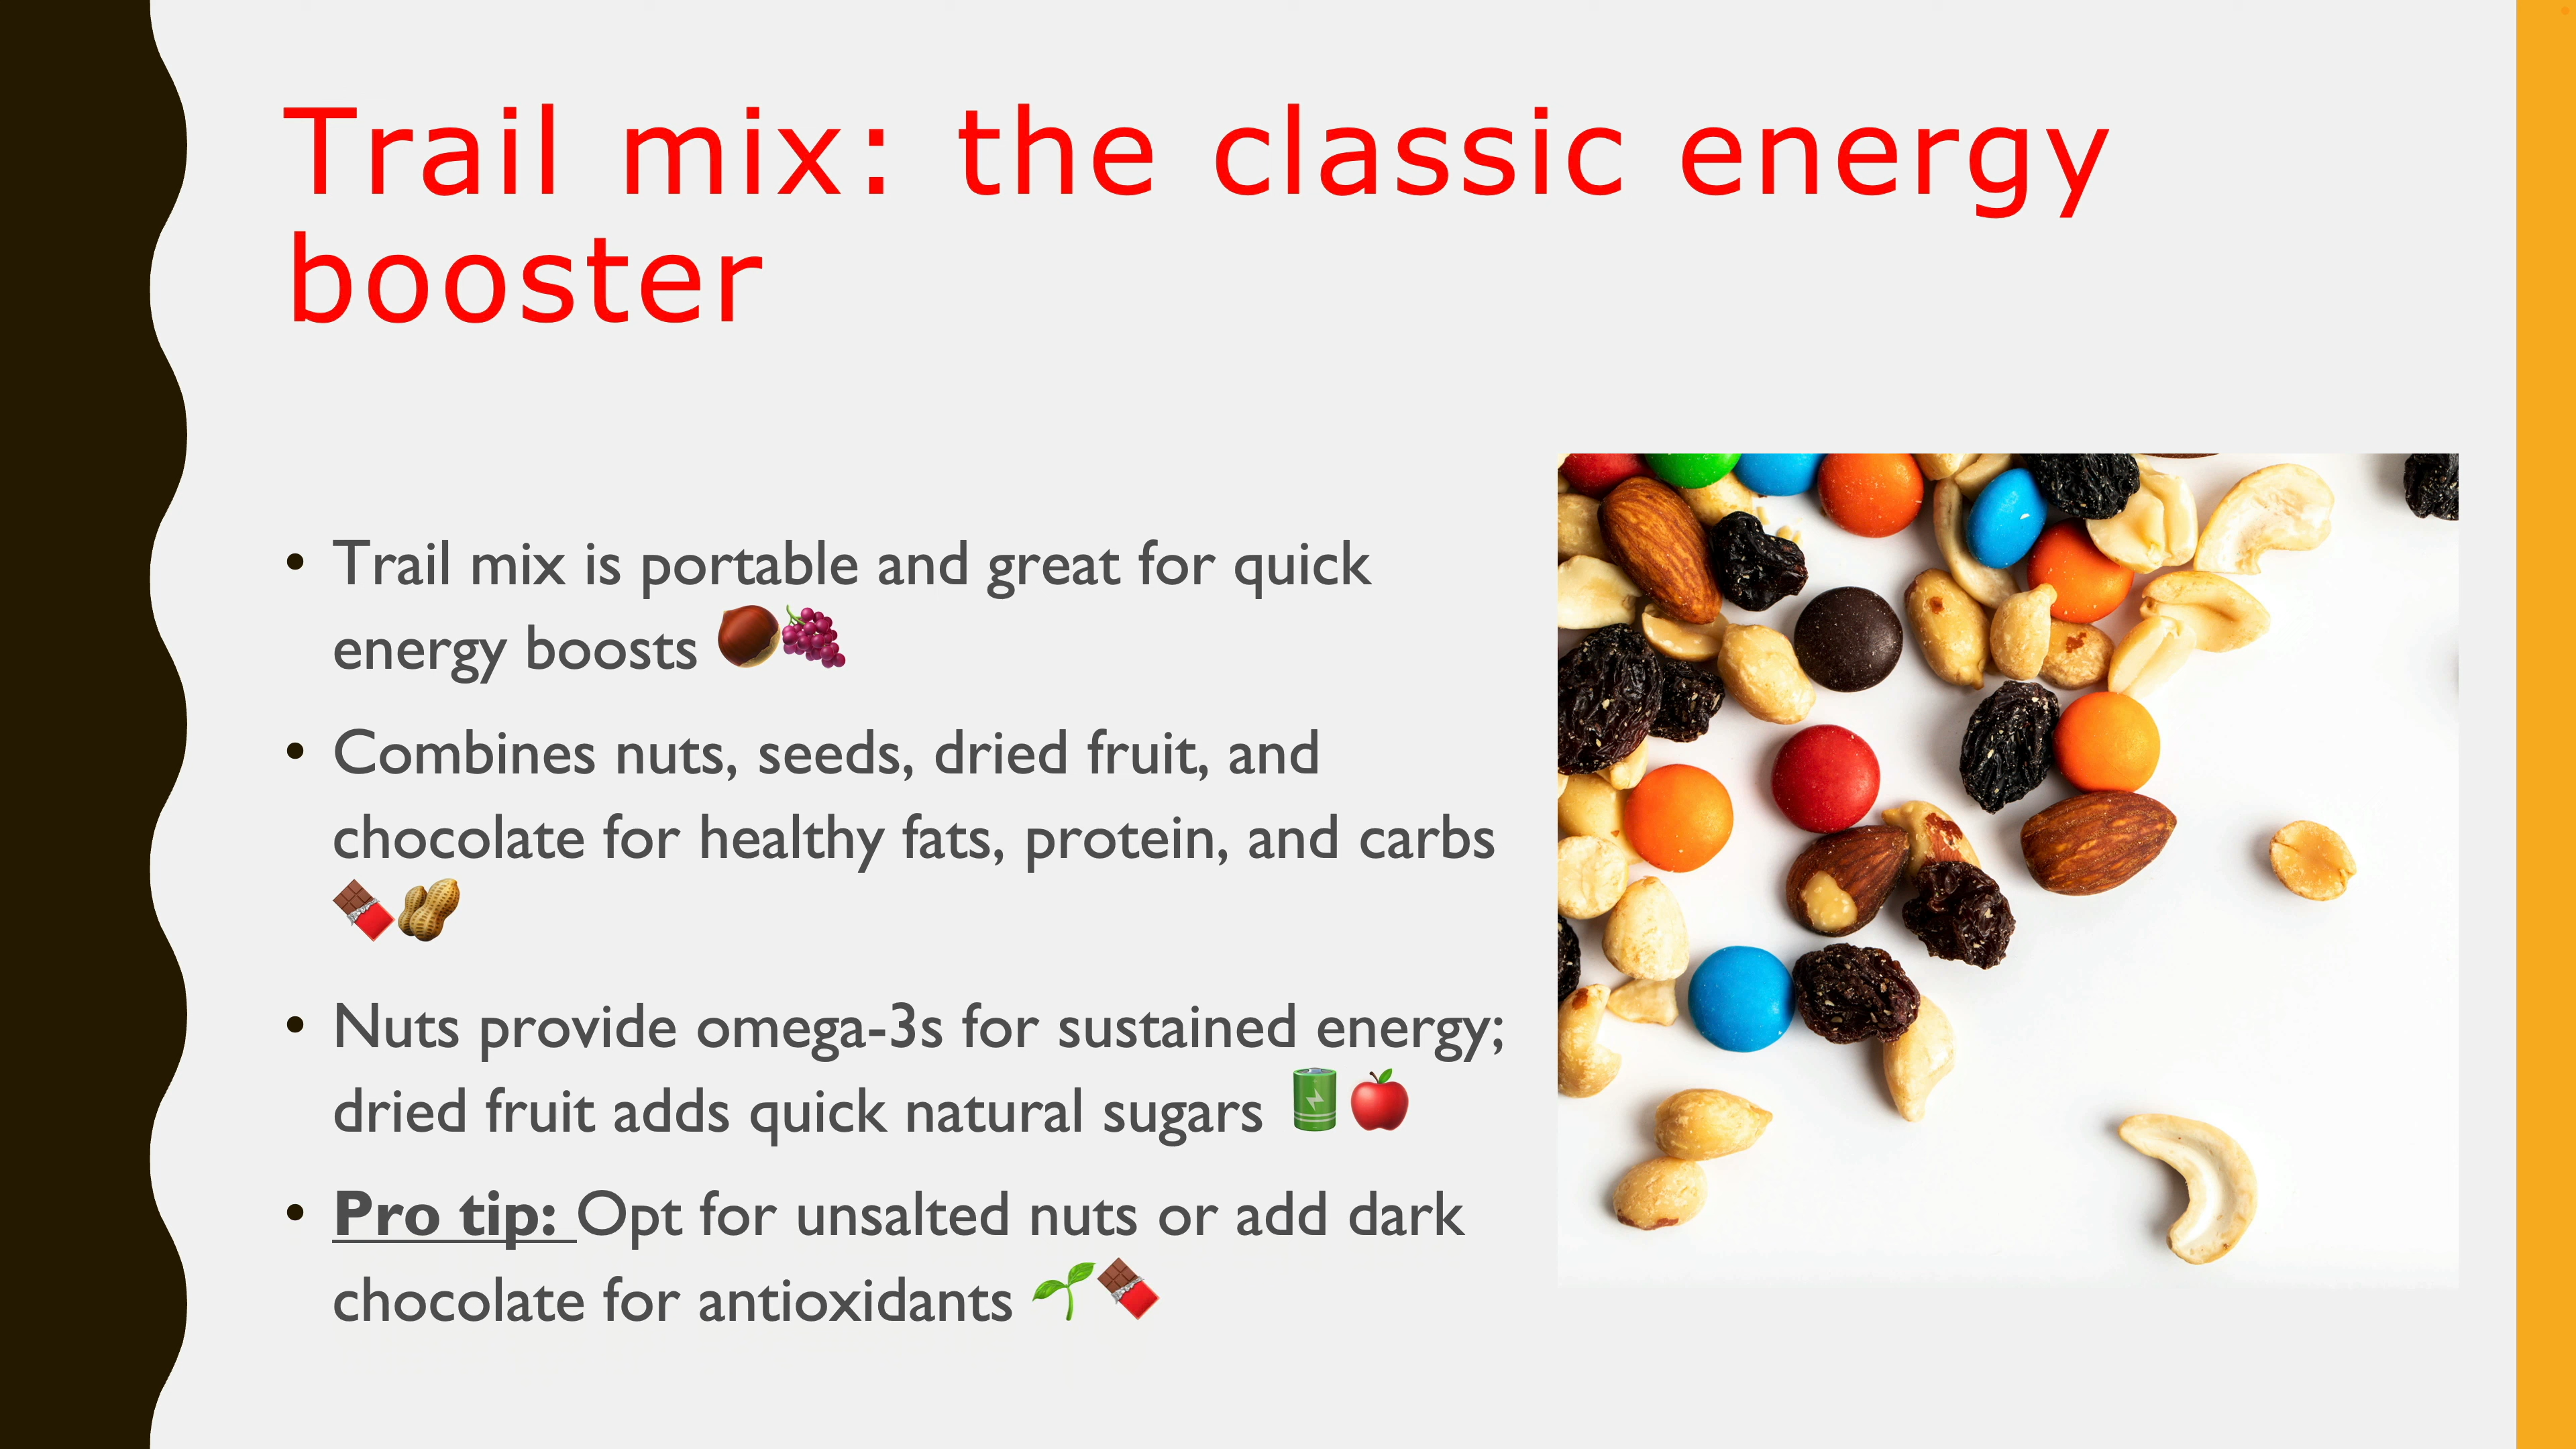 Trail mix: the classic energy
booster
• Trail mix is portable and great for quick
energy boosts 🌰🍇
• Combines nuts, seeds, dried fruit, and
chocolate for healthy fats, protein, and carbs
🍫🥜
• Nuts provide omega-3s for sustained energy;
dried fruit adds quick natural sugars 🔋🍎
• Pro tip: Opt for unsalted nuts or add dark
chocolate for antioxidants 🌱🍫